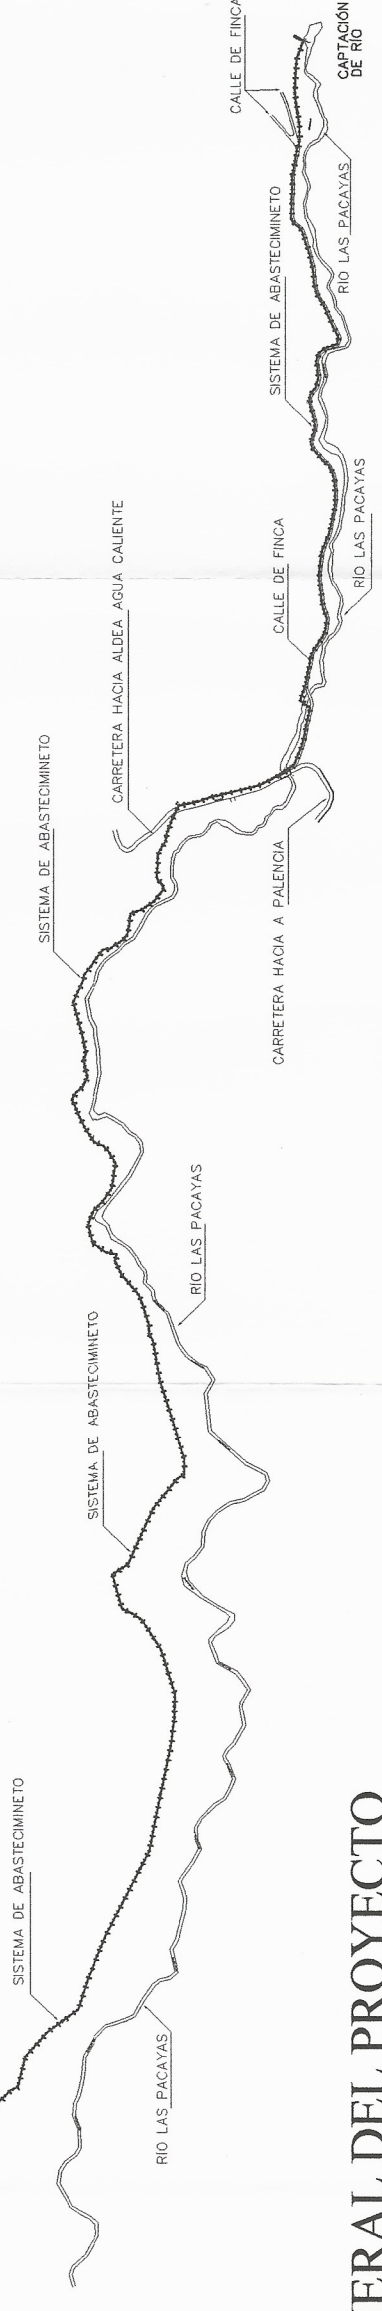 CAPTACIÓN
DE RÍO
CALLE DE FINCA
RÍO LAS PACAYAS
SISTEMA DE ABASTECIMINETO
RÍO LAS PACAYAS
CALLE DE FINCA
CARRETERA HACIA ALDEA AGUA CALIENTE
CARRETERA HACIA A PALENCIA
SISTEMA DE ABASTECIMINETO
RÍO LAS PACAYAS
SISTEMA DE ABASTECIMINETO
SISTEMA DE ABASTECIMINETO
RÍO LAS PACAYAS
ERAL DEL PROYECTO